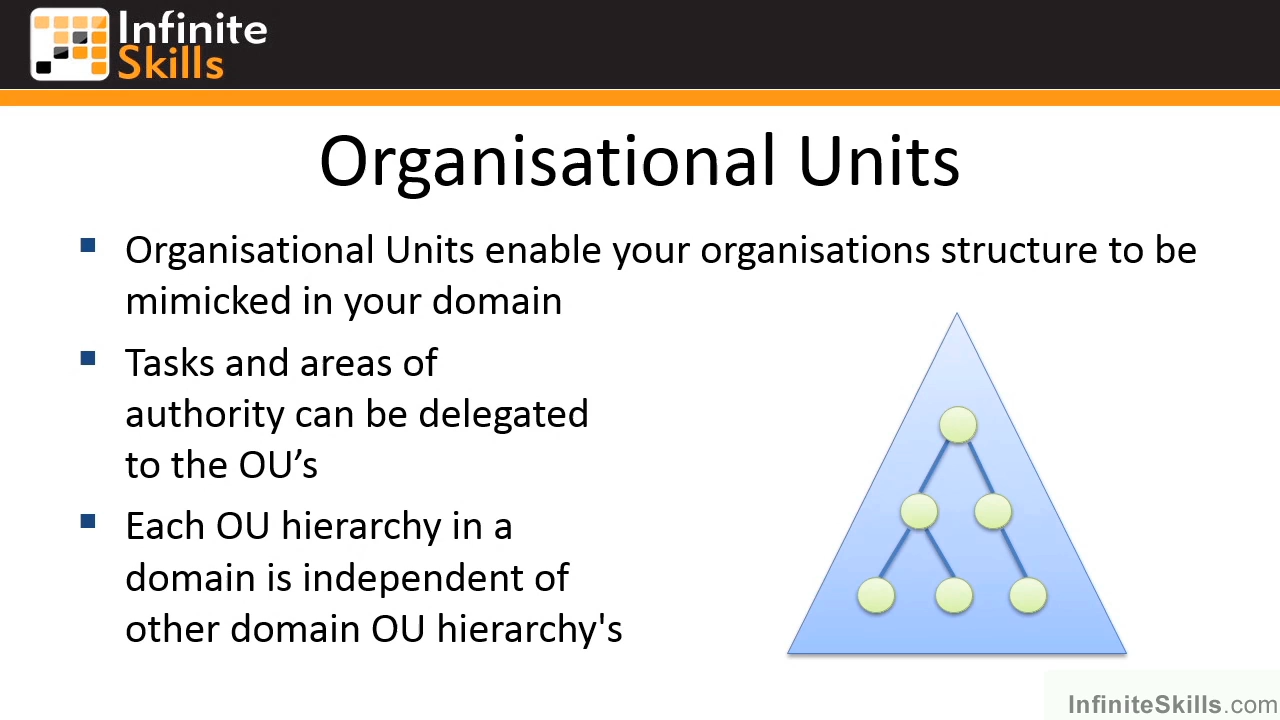 Infinite
Skills
Organisational Units
Organisational Units enable your organisations structure to be
mimicked in your domain
Tasks and areas of
authority can be delegated
to the OU’s
Each OU hierarchy in a
domain is independent of
other domain OU hierarchy's
InfiniteSkills.com